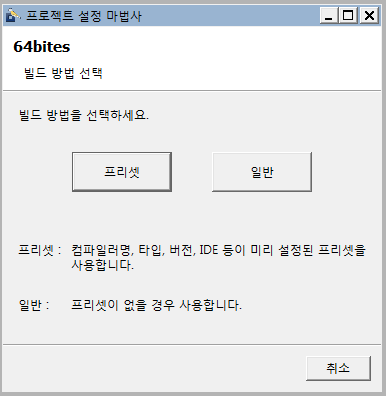 프로젝트 설정 마법사
64bites
빌드 방법 선택
빌드 방법을 선택하세요.
프리셋 일반
프리셋 : 컴파일러명, 타입, 버전, IDE 등이 미리 설정된 프리셋을
사용합니다.
일반 : 프리셋이 없을 경우 사용합니다.
취소